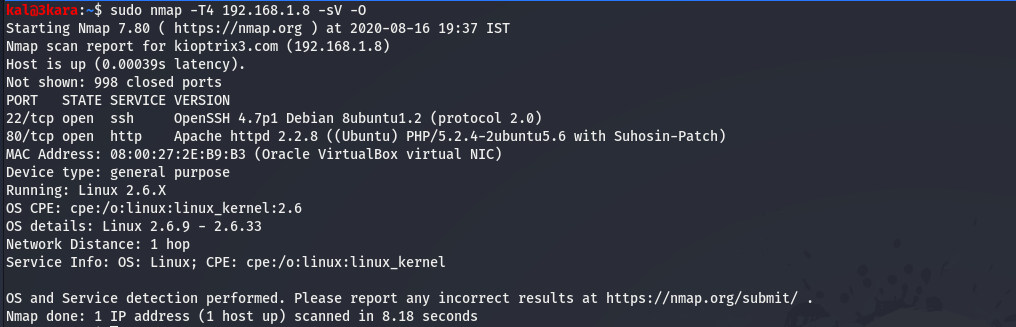 kal@3kara:~$ sudo nmap -T4 192.168.1.8 -sV -O
Starting Nmap 7.80 ( https://nmap.org ) at 2020-08-16 19:37 IST
Nmap scan report for kioptrix3.com (192.168.1.8)
Host is up (0.00039s latency).
Not shown: 998 closed ports
PORT   STATE SERVICE VERSION
22/tcp open  ssh     OpenSSH 4.7p1 Debian 8ubuntu1.2 (protocol 2.0)
80/tcp open  http    Apache httpd 2.2.8 ((Ubuntu) PHP/5.2.4-2ubuntu5.6 with Suhosin-Patch)
MAC Address: 08:00:27:2E:B9:B3 (Oracle VirtualBox virtual NIC)
Device type: general purpose
Running: Linux 2.6.X
OS CPE: cpe:/o:linux:linux_kernel:2.6
OS details: Linux 2.6.9 - 2.6.33
Network Distance: 1 hop
Service Info: OS: Linux; CPE: cpe:/o:linux:linux_kernel

OS and Service detection performed. Please report any incorrect results at https://nmap.org/submit/ .
Nmap done: 1 IP address (1 host up) scanned in 8.18 seconds